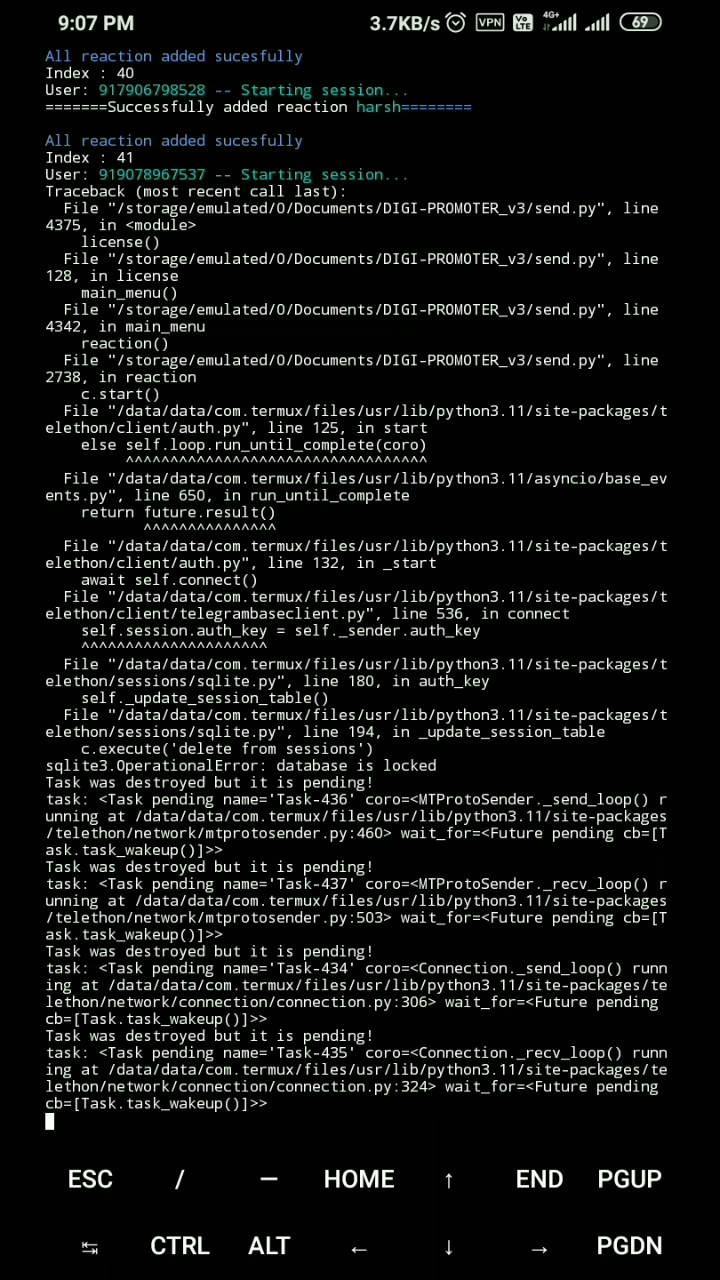 9:07 PM 3.7KB/s VPN Vo LTE 4G+ 69
All reaction added sucesfully
Index : 40
User: 917906798528 -- Starting session...
=======Successfully added reaction harsh========
All reaction added sucesfully
Index : 41
User: 919078967537 -- Starting session...
Traceback (most recent call last):
  File "/storage/emulated/0/Documents/DIGI-PROMOTER_v3/send.py", line
4375, in <module>
    license()
  File "/storage/emulated/0/Documents/DIGI-PROMOTER_v3/send.py", line
128, in license
    main_menu()
  File "/storage/emulated/0/Documents/DIGI-PROMOTER_v3/send.py", line
4342, in main_menu
    reaction()
  File "/storage/emulated/0/Documents/DIGI-PROMOTER_v3/send.py", line
2738, in reaction
    c.start()
  File "/data/data/com.termux/files/usr/lib/python3.11/site-packages/t
elethon/client/auth.py", line 125, in start
    else self.loop.run_until_complete(coro)
         ^^^^^^^^^^^^^^^^^^^^^^^^^^^^^^^^^^
  File "/data/data/com.termux/files/usr/lib/python3.11/asyncio/base_ev
ents.py", line 650, in run_until_complete
    return future.result()
           ^^^^^^^^^^^^^^^
  File "/data/data/com.termux/files/usr/lib/python3.11/site-packages/t
elethon/client/auth.py", line 132, in _start
    await self.connect()
  File "/data/data/com.termux/files/usr/lib/python3.11/site-packages/t
elethon/client/telegrambaseclient.py", line 536, in connect
    self.session.auth_key = self._sender.auth_key
    ^^^^^^^^^^^^^^^^^^^^^
  File "/data/data/com.termux/files/usr/lib/python3.11/site-packages/t
elethon/sessions/sqlite.py", line 180, in auth_key
    self._update_session_table()
  File "/data/data/com.termux/files/usr/lib/python3.11/site-packages/t
elethon/sessions/sqlite.py", line 194, in _update_session_table
    c.execute('delete from sessions')
sqlite3.OperationalError: database is locked
Task was destroyed but it is pending!
task: <Task pending name='Task-436' coro=<MTProtoSender._send_loop() r
unning at /data/data/com.termux/files/usr/lib/python3.11/site-packages
/telethon/network/mtprotosender.py:460> wait_for=<Future pending cb=[T
ask.task_wakeup()]>>
Task was destroyed but it is pending!
task: <Task pending name='Task-437' coro=<MTProtoSender._recv_loop() r
unning at /data/data/com.termux/files/usr/lib/python3.11/site-packages
/telethon/network/mtprotosender.py:503> wait_for=<Future pending cb=[T
ask.task_wakeup()]>>
Task was destroyed but it is pending!
task: <Task pending name='Task-434' coro=<Connection._send_loop() runn
ing at /data/data/com.termux/files/usr/lib/python3.11/site-packages/te
lethon/network/connection/connection.py:306> wait_for=<Future pending
cb=[Task.task_wakeup()]>>
Task was destroyed but it is pending!
task: <Task pending name='Task-435' coro=<Connection._recv_loop() runn
ing at /data/data/com.termux/files/usr/lib/python3.11/site-packages/te
lethon/network/connection/connection.py:324> wait_for=<Future pending
cb=[Task.task_wakeup()]>>
ESC / — HOME ↑ END PGUP
↹ CTRL ALT ← ↓ → PGDN